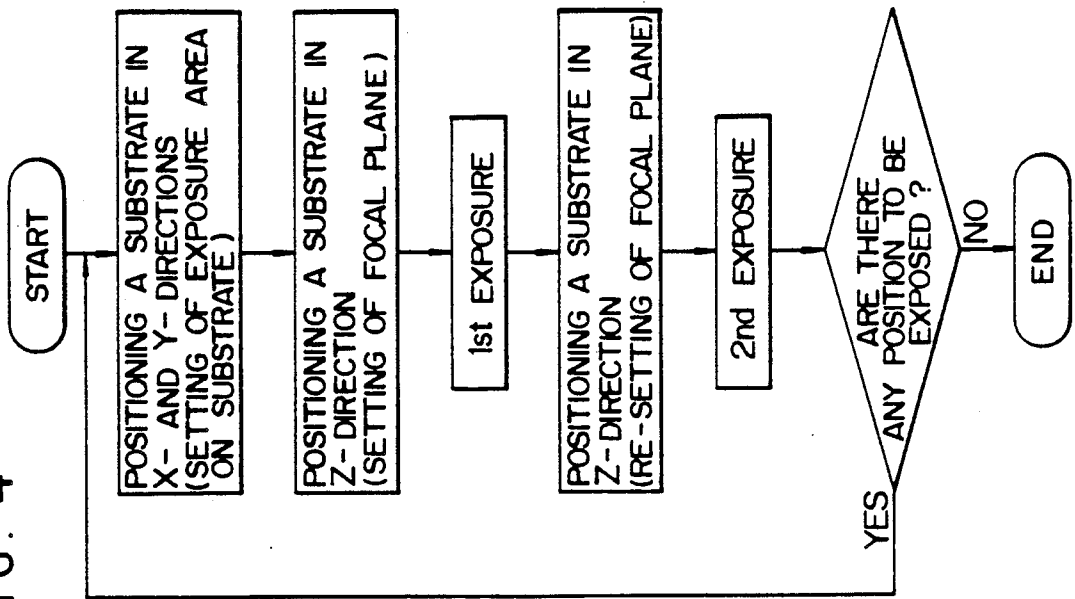 START
POSITIONING A SUBSTRATE IN
X- AND Y-DIRECTIONS
(SETTING OF EXPOSURE AREA
ON SUBSTRATE)
POSITIONING A SUBSTRATE IN
Z-DIRECTION
(SETTING OF FOCAL PLANE)
1st EXPOSURE
POSITIONING A SUBSTRATE IN
Z-DIRECTION
(RE-SETTING OF FOCAL PLANE)
2nd EXPOSURE
ARE THERE
ANY POSITION TO BE
EXPOSED ?
YES
NO
END